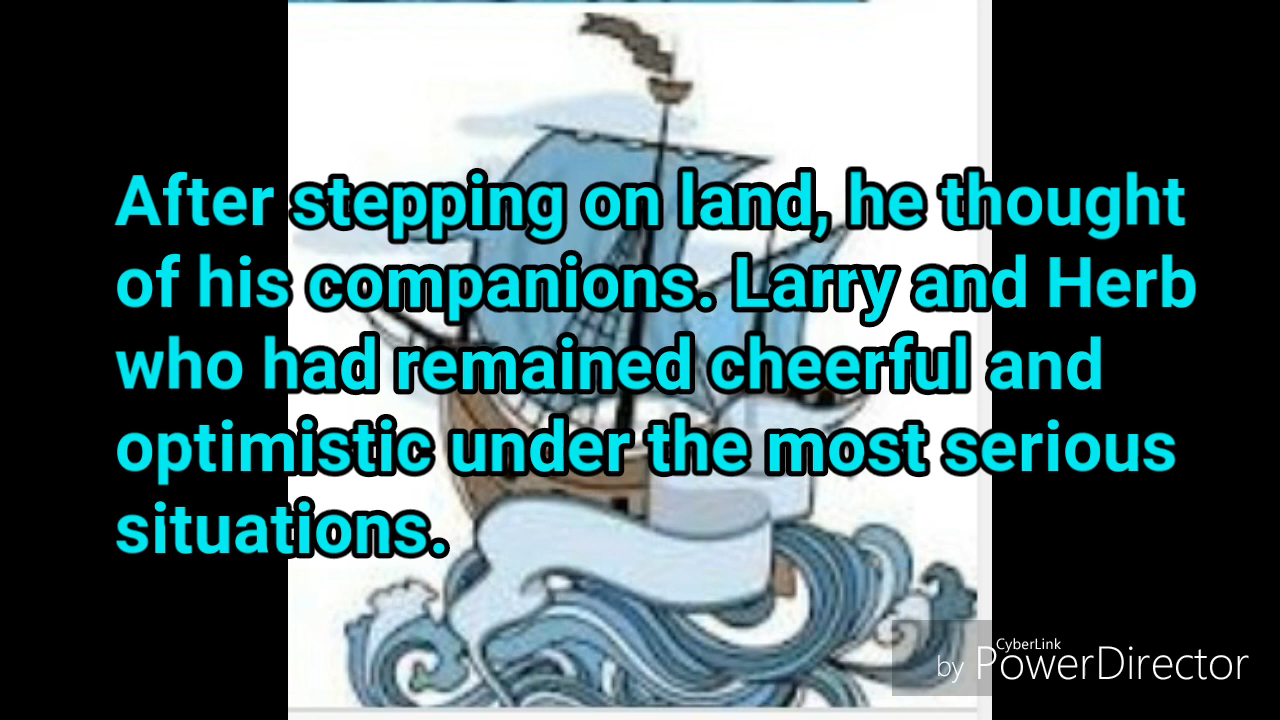 After stepping on land, he thought
of his companions. Larry and Herb
who had remained cheerful and
optimistic under the most serious
situations.
CyberLink
by PowerDirector